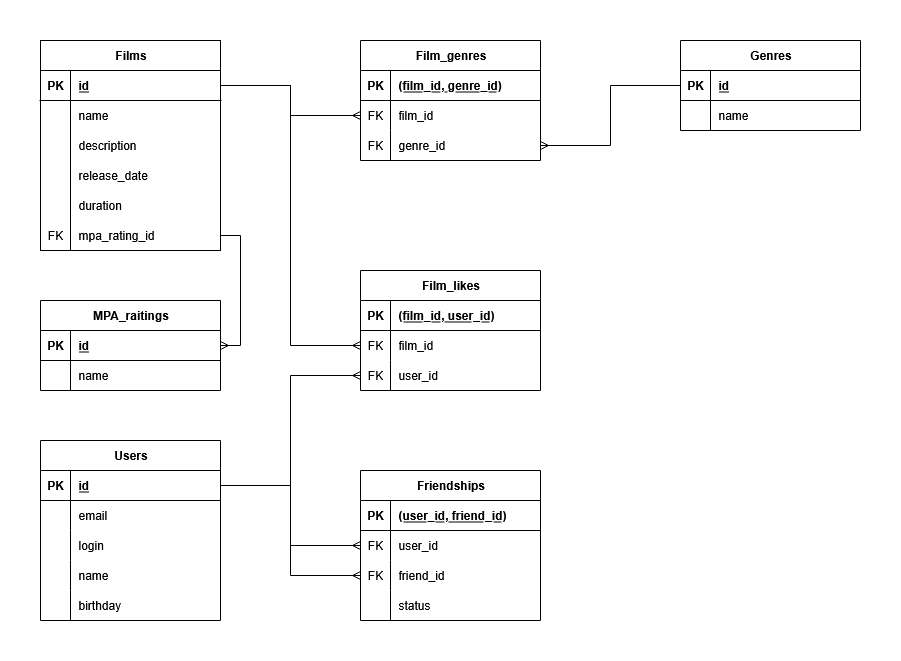 Films
PK id
name
description
release_date
duration
FK mpa_rating_id
MPA_raitings
PK id
name
Users
PK id
email
login
name
birthday
Film_genres
PK (film_id, genre_id)
FK film_id
FK genre_id
Film_likes
PK (film_id, user_id)
FK film_id
FK user_id
Friendships
PK (user_id, friend_id)
FK user_id
FK friend_id
status
Genres
PK id
name